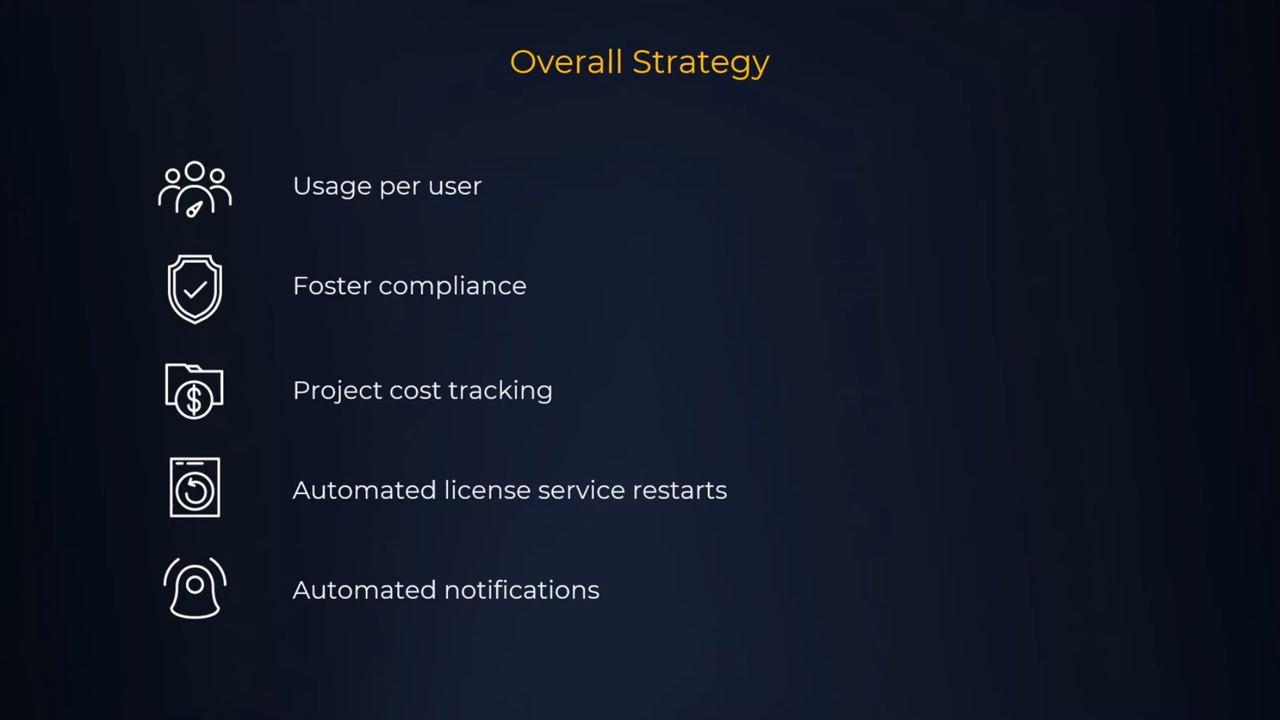 Overall Strategy
Usage per user
Foster compliance
Project cost tracking
Automated license service restarts
Automated notifications